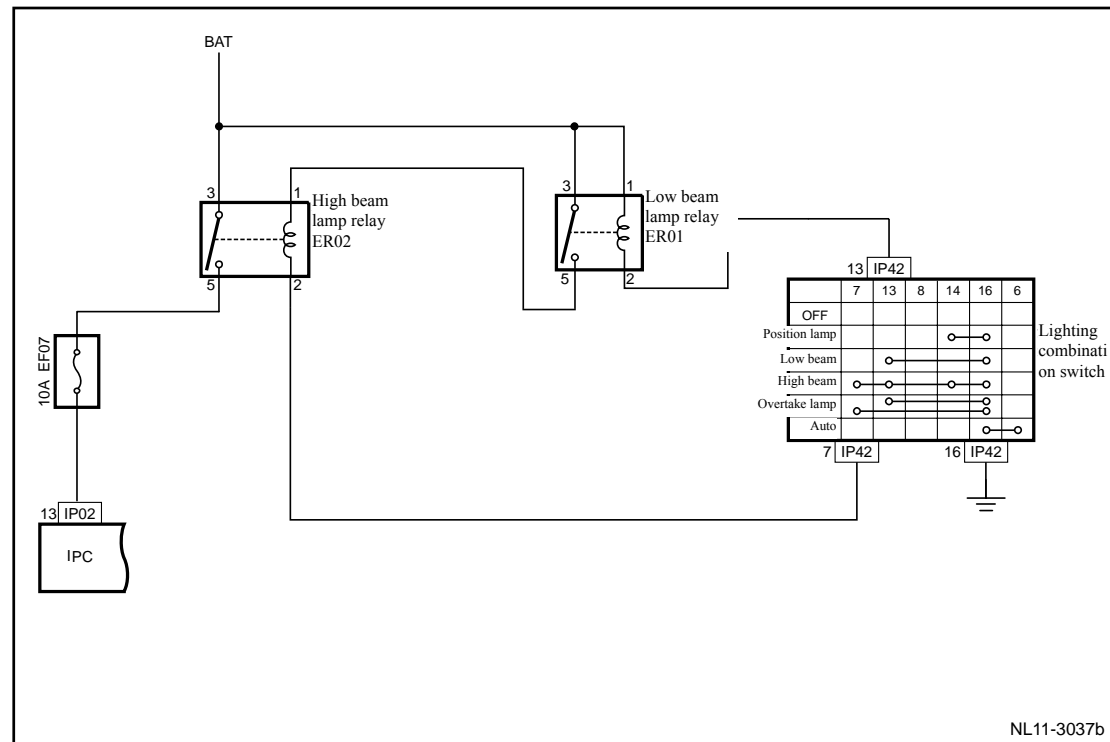 BAT
3
1
High beam
lamp relay
ER02
5
2
3
1
Low beam
lamp relay
ER01
5
2
13 IP42
7 13 8 14 16 6
OFF
Position lamp
Low beam
High beam
Overtake lamp
Auto
Lighting
combinati
on switch
7 IP42
16 IP42
10A EF07
13 IP02
IPC
NL11-3037b